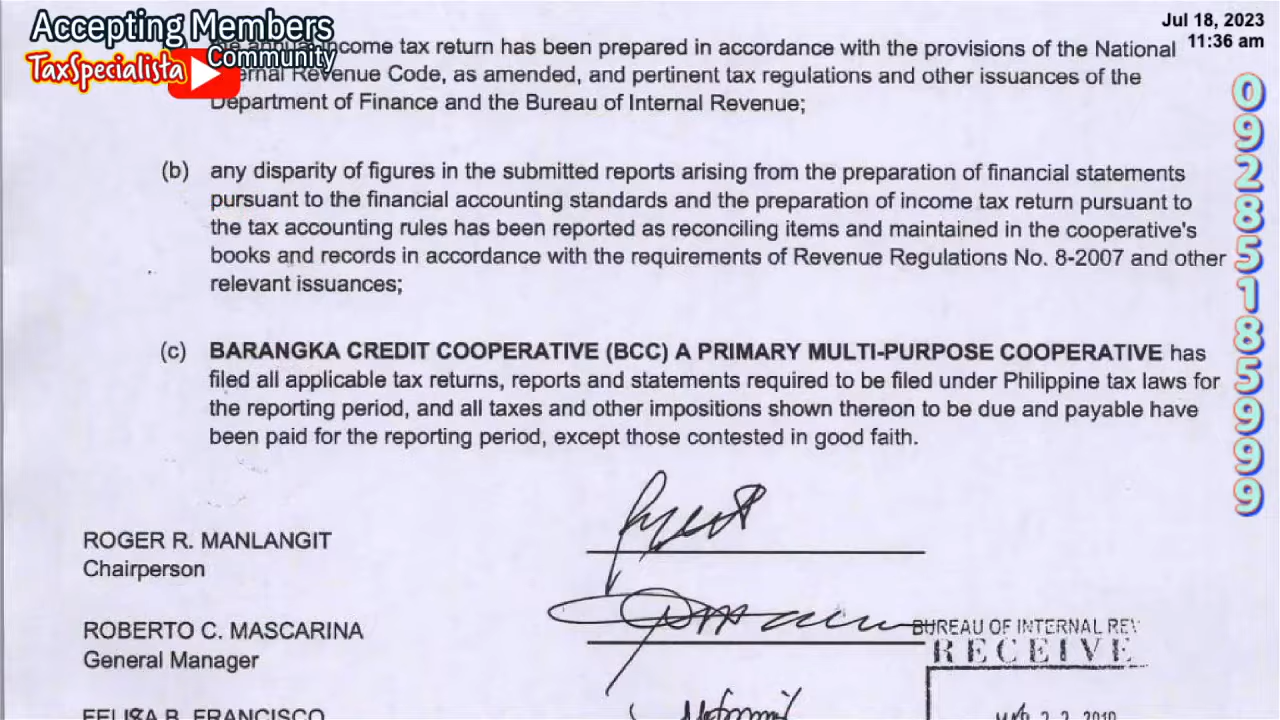 Accepting Members
Community
TaxSpecialista
Jul 18, 2023
11:36 am
09285785999
income tax return has been prepared in accordance with the provisions of the National
Revenue Code, as amended, and pertinent tax regulations and other issuances of the
Department of Finance and the Bureau of Internal Revenue;
(b) any disparity of figures in the submitted reports arising from the preparation of financial statements
pursuant to the financial accounting standards and the preparation of income tax return pursuant to
the tax accounting rules has been reported as reconciling items and maintained in the cooperative's
books and records in accordance with the requirements of Revenue Regulations No. 8-2007 and other
relevant issuances;
(c) BARANGKA CREDIT COOPERATIVE (BCC) A PRIMARY MULTI-PURPOSE COOPERATIVE has
filed all applicable tax returns, reports and statements required to be filed under Philippine tax laws for
the reporting period, and all taxes and other impositions shown thereon to be due and payable have
been paid for the reporting period, except those contested in good faith.
ROGER R. MANLANGIT
Chairperson
ROBERTO C. MASCARINA
General Manager
BUREAU OF INTERNAL REV
RECEIVE
FELISA B. FRANCISCO